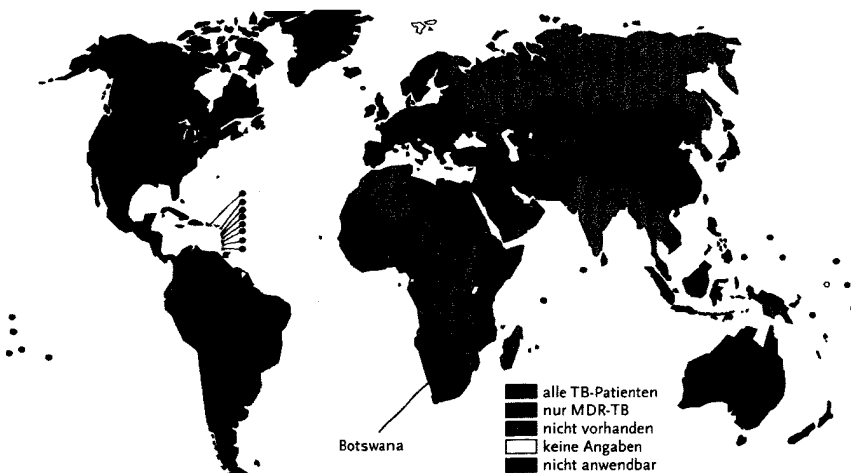 alle TB-Patienten
nur MDR-TB
nicht vorhanden
keine Angaben
nicht anwendbar
Botswana